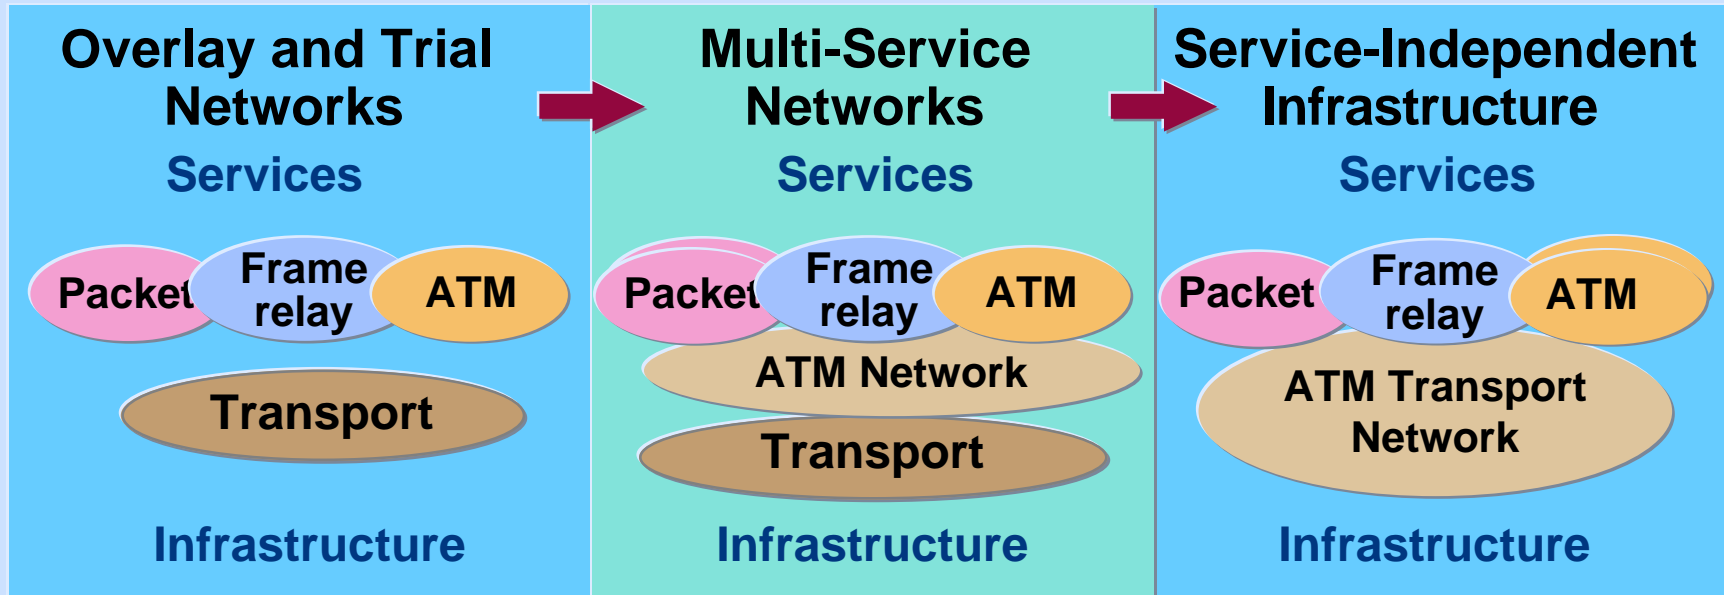 Overlay and Trial
Networks
Services
Packet
Frame
relay
ATM
Transport
Infrastructure
Multi-Service
Networks
Services
Packet
Frame
relay
ATM
ATM Network
Transport
Infrastructure
Service-Independent
Infrastructure
Services
Packet
Frame
relay
ATM
ATM Transport
Network
Infrastructure